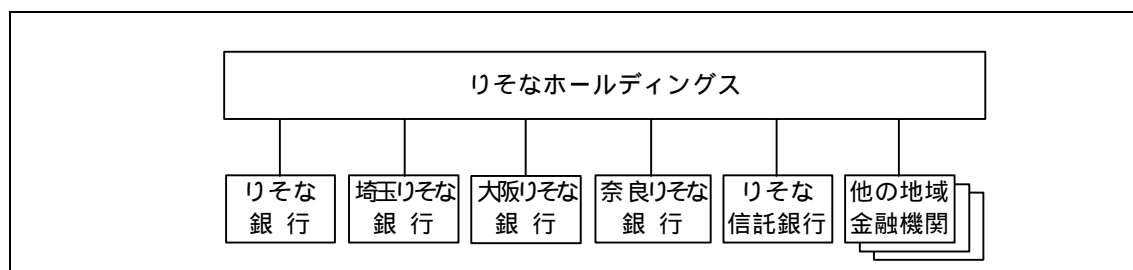 りそなホールディングス
りそな
銀 行
埼玉りそな
銀 行
大阪りそな
銀 行
奈良りそな
銀 行
りそな
信託銀行
他の地域
金融機関